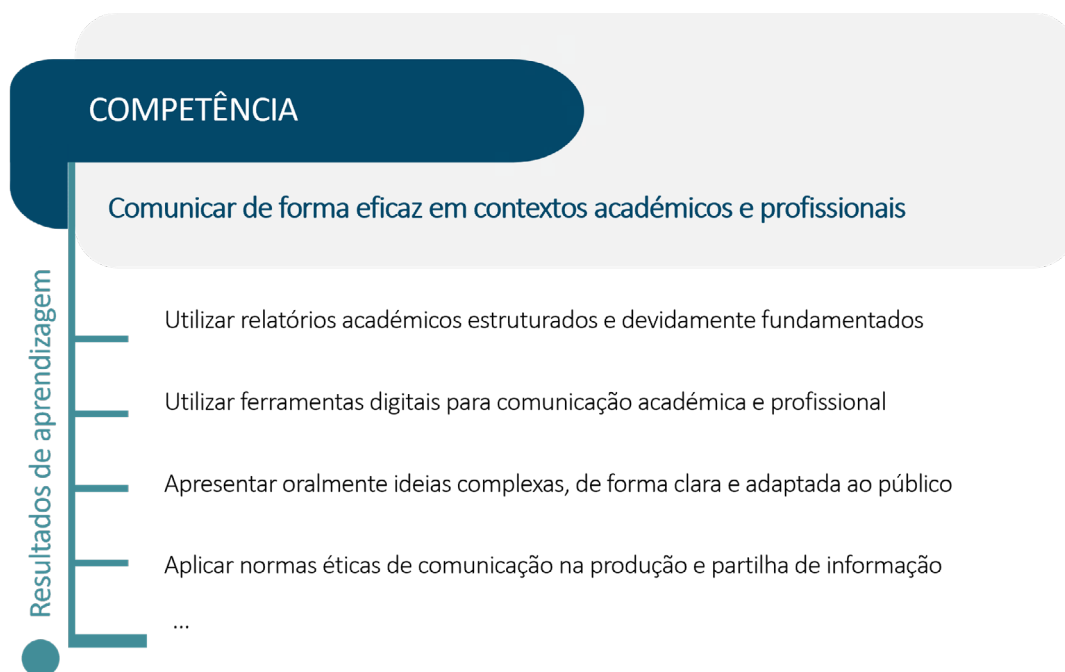 COMPETÊNCIA
Comunicar de forma eficaz em contextos académicos e profissionais
Resultados de aprendizagem
Utilizar relatórios académicos estruturados e devidamente fundamentados
Utilizar ferramentas digitais para comunicação académica e profissional
Apresentar oralmente ideias complexas, de forma clara e adaptada ao público
Aplicar normas éticas de comunicação na produção e partilha de informação
...